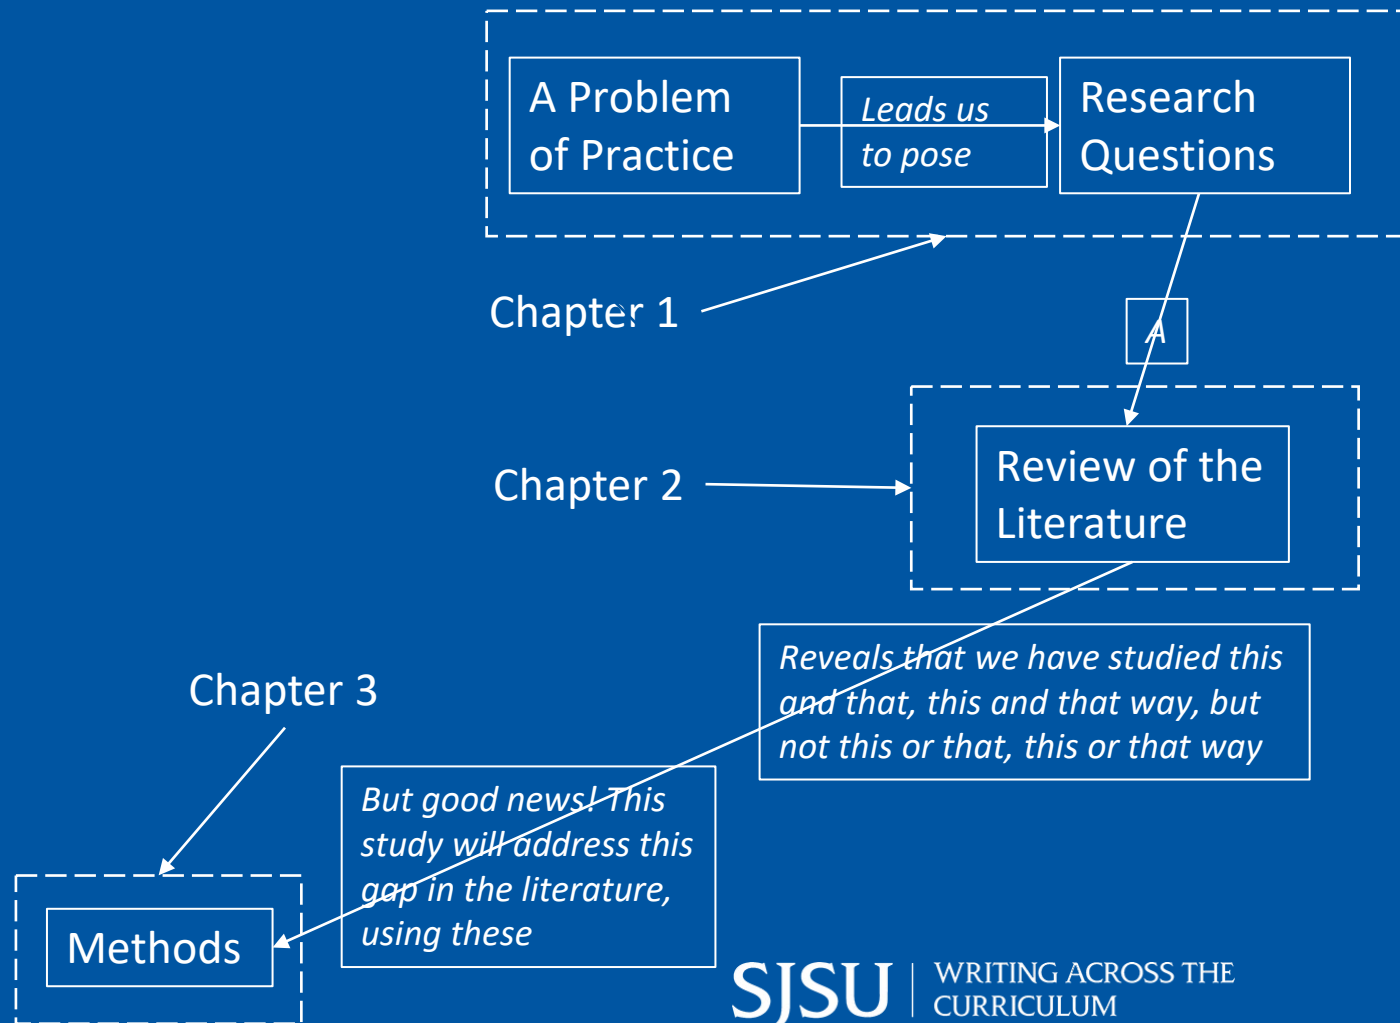 A Problem
of Practice
Leads us
to pose
Research
Questions
Chapter 1
A
Chapter 2
Review of the
Literature
Reveals that we have studied this
and that, this and that way, but
not this or that, this or that way
Chapter 3
But good news! This
study will address this
gap in the literature,
using these
Methods
SJSU
WRITING ACROSS THE
CURRICULUM